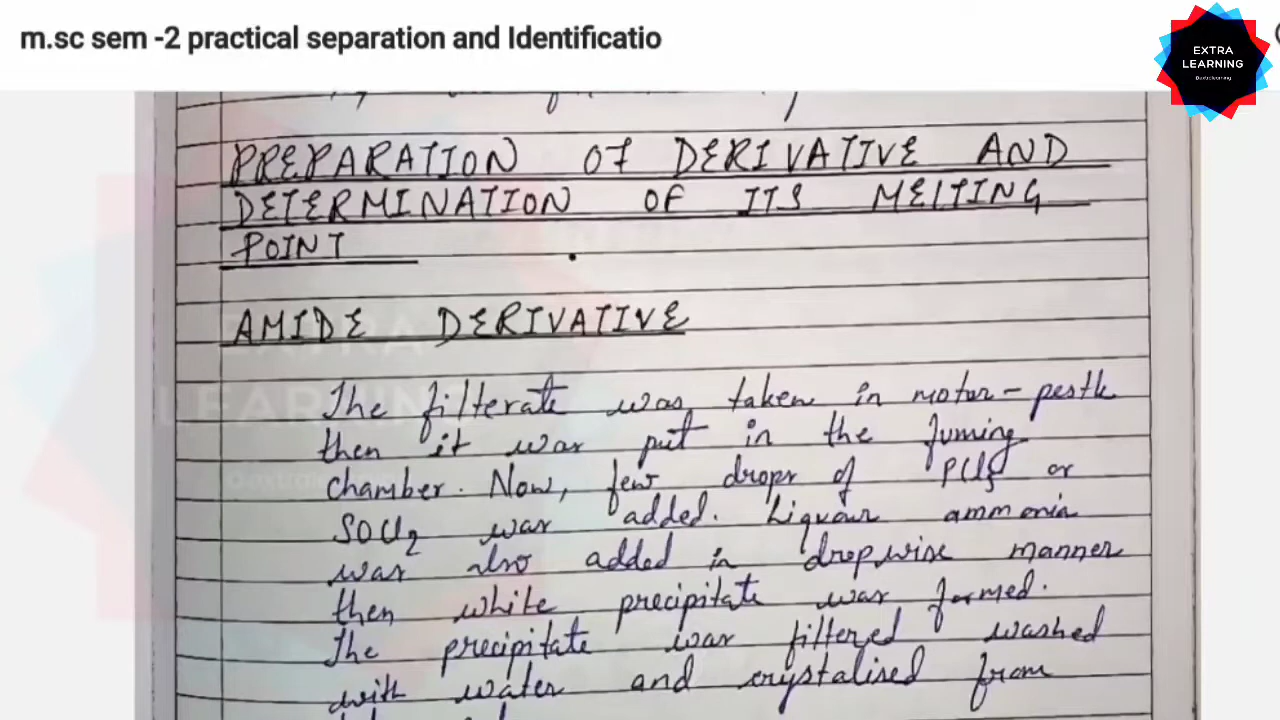 m.sc sem -2 practical separation and Identificatio
EXTRA
LEARNING
PREPARATION OF DERIVATIVE AND
DETERMINATION OF ITS MELTING
POINT
AMIDE DERIVATIVE
The filterate was taken in motor-pestle
then it was put in the fuming
chamber. Now, few drops of PCl5 or
SOCl2 was added. Liquour ammonia
was also added in dropwise manner
then white precipitate was formed.
The precipitate was filtered washed
with water and crystalised from